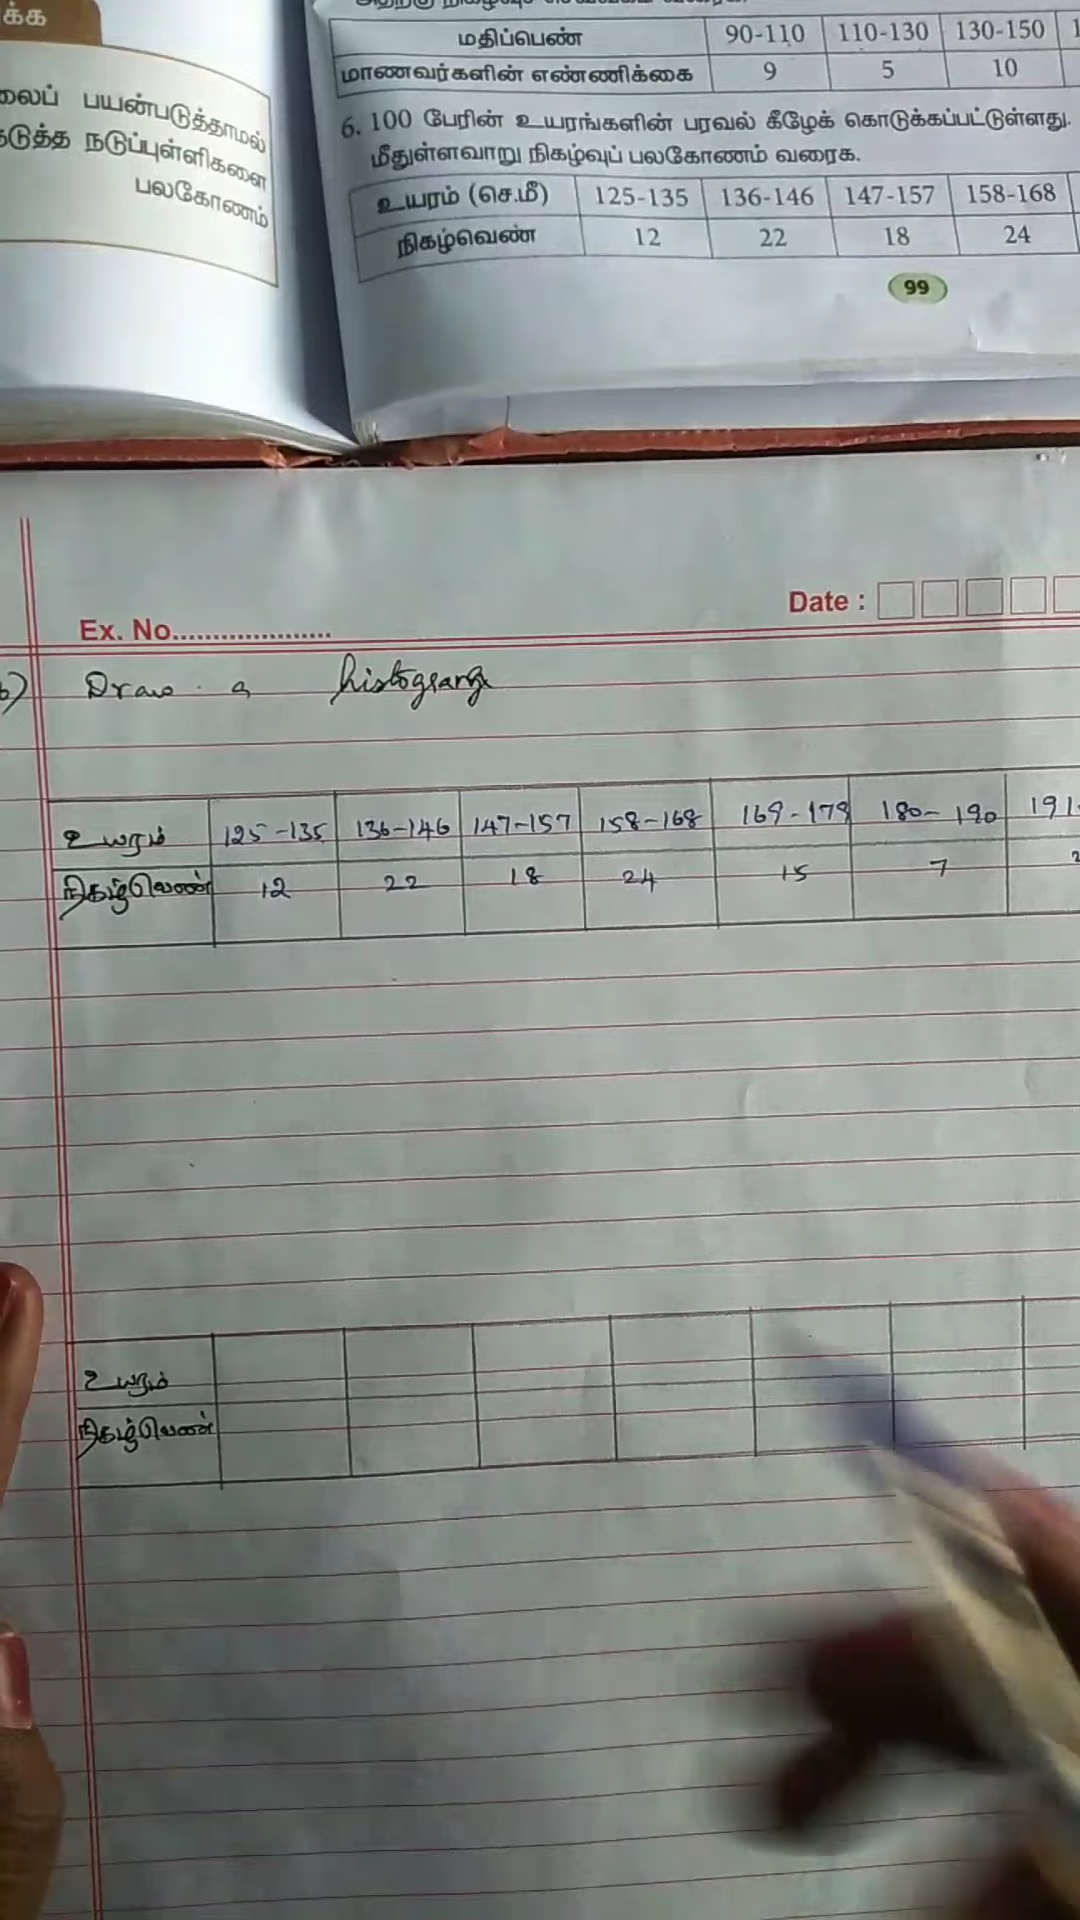 க்க
லைப் பயன்படுத்தாமல்
டுத்த நடுப்புள்ளிகளை
பலகோணம்
மதிப்பெண் 90-110 110-130 130-150
மாணவர்களின் எண்ணிக்கை 9 5 10
6. 100 பேரின் உயரங்களின் பரவல் கீழேக் கொடுக்கப்பட்டுள்ளது.
மீதுள்ளவாறு நிகழ்வுப் பலகோணம் வரைக.
உயரம் (செ.மீ) 125-135 136-146 147-157 158-168
நிகழ்வெண் 12 22 18 24
99
Date :
Ex. No....................
6) Draw a
உயரம் 125-135 136-146 147-157 158-168 169-179 180-190 191-
நிகழ்வெண் 12 22 18 24 15 7 2
உயரம்
நிகழ்வெண்